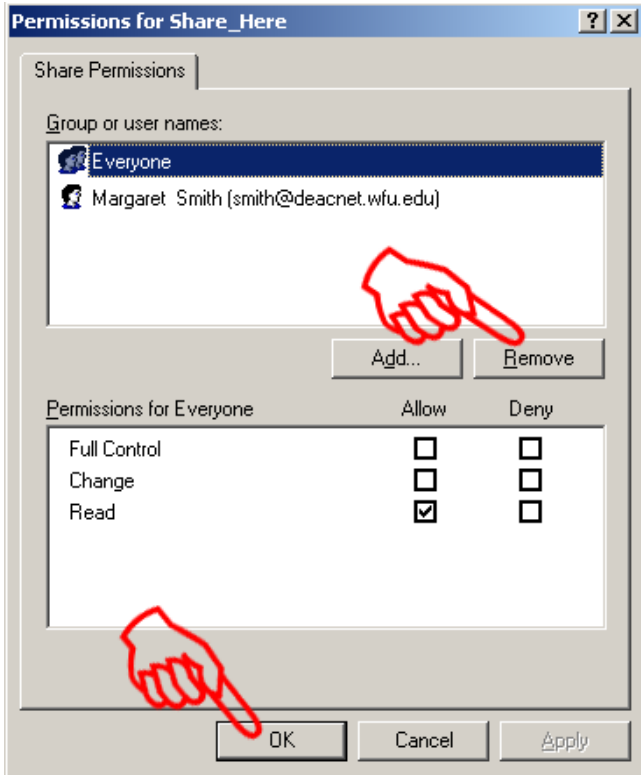 Permissions for Share_Here
Share Permissions
Group or user names:
Everyone
Margaret Smith (smith@deacnet.wfu.edu)
Add... Remove
Permissions for Everyone Allow Deny
Full Control
Change
Read
OK Cancel Apply